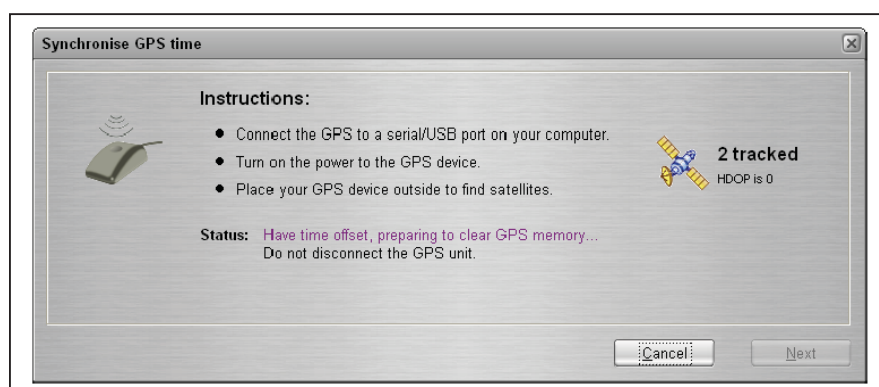 Synchronise GPS time
Instructions:
● Connect the GPS to a serial/USB port on your computer.
● Turn on the power to the GPS device.
● Place your GPS device outside to find satellites.
2 tracked
HDOP is 0
Status: Have time offset, preparing to clear GPS memory...
Do not disconnect the GPS unit.
Cancel
Next